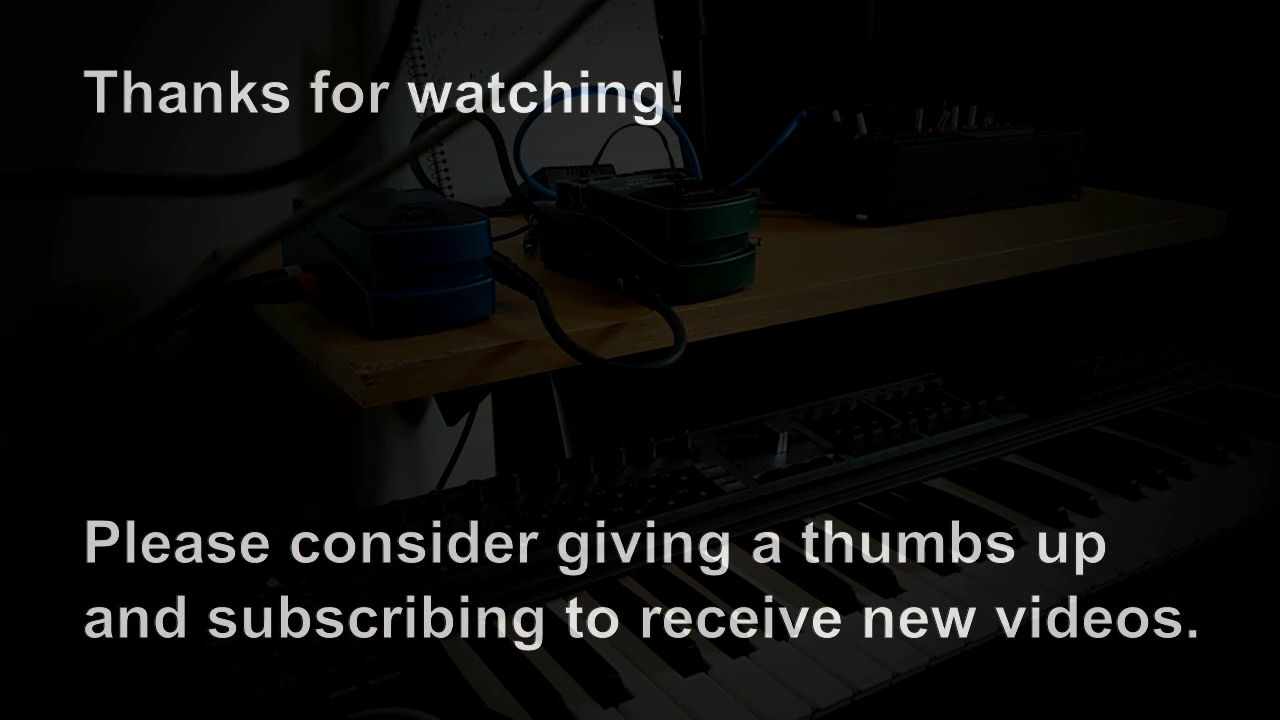 Thanks for watching!
Please consider giving a thumbs up
and subscribing to receive new videos.